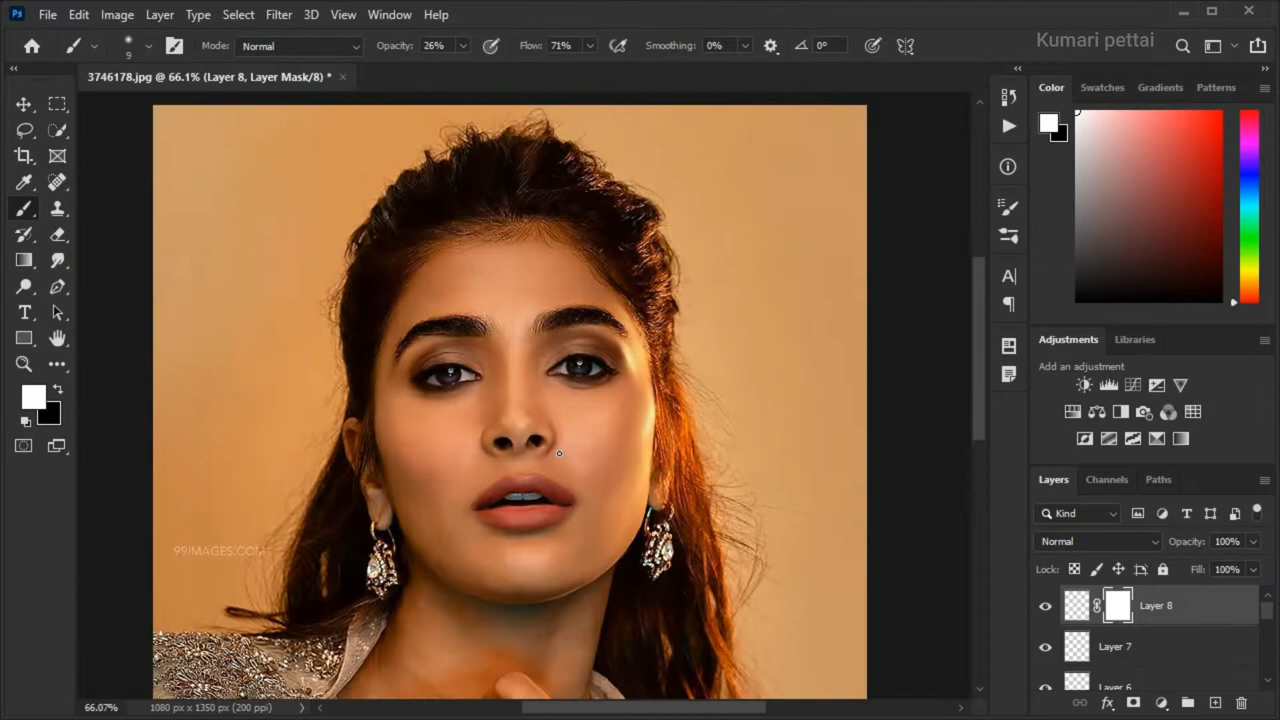 Ps File Edit Image Layer Type Select Filter 3D View Window Help
9 Mode: Normal Opacity: 26% Flow: 71% Smoothing: 0% 0° Kumari pettai
3746178.jpg @ 66.1% (Layer 8, Layer Mask/8) *
Color Swatches Gradients Patterns
Adjustments Libraries
Add an adjustment
Layers Channels Paths
Kind
Normal Opacity: 100%
99IMAGES.COM
Lock: Fill: 100%
Layer 8
Layer 7
Layer 6
66.07% 1080 px x 1350 px (200 ppi)